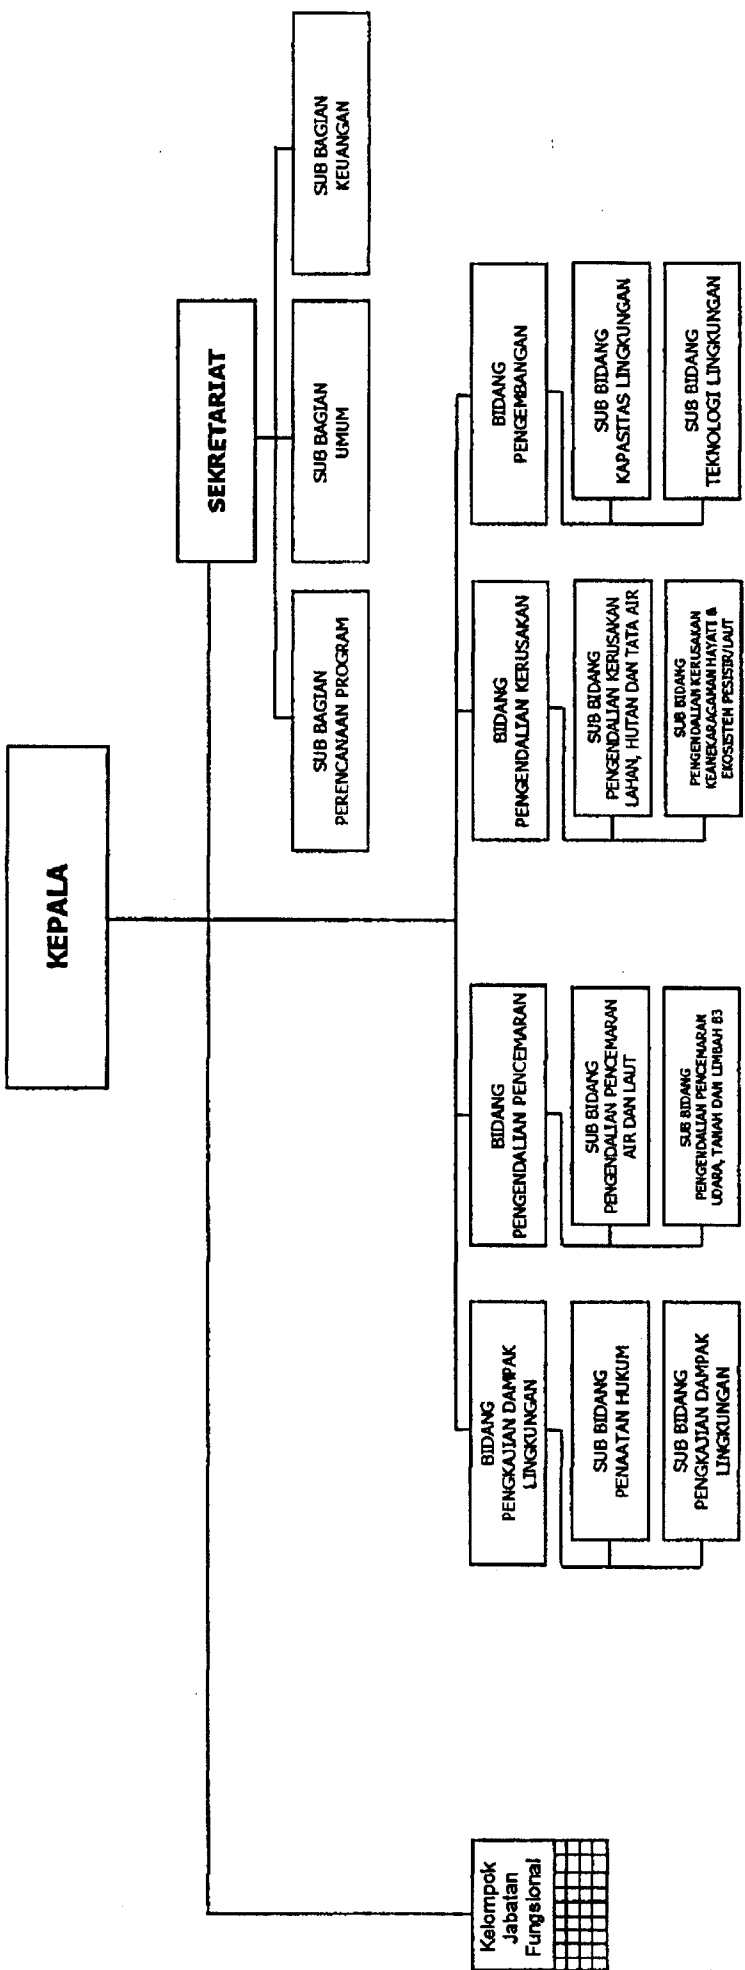 KEPALA
SEKRETARIAT
SUB BAGIAN
PERENCANAAN PROGRAM
SUB BAGIAN
UMUM
SUB BAGIAN
KEUANGAN
Kelompok
Jabatan
Fungsional
BIDANG
PENGKAJIAN DAMPAK
LINGKUNGAN
SUB BIDANG
PENAATAN HUKUM
SUB BIDANG
PENGKAJIAN DAMPAK
LINGKUNGAN
BIDANG
PENGENDALIAN PENCEMARAN
SUB BIDANG
PENGENDALIAN PENCEMARAN
AIR DAN LAUT
SUB BIDANG
PENGENDALIAN PENCEMARAN
UDARA, TANAH DAN LIMBAH B3
BIDANG
PENGENDALIAN KERUSAKAN
SUB BIDANG
PENGENDALIAN KERUSAKAN
LAHAN, HUTAN DAN TATA AIR
SUB BIDANG
PENGENDALIAN KERUSAKAN
KEANEKARAGAMAN HAYATI &
EKOSISTEN PESISIR/LAUT
BIDANG
PENGEMBANGAN
SUB BIDANG
KAPASITAS LINGKUNGAN
SUB BIDANG
TEKNOLOGI LINGKUNGAN